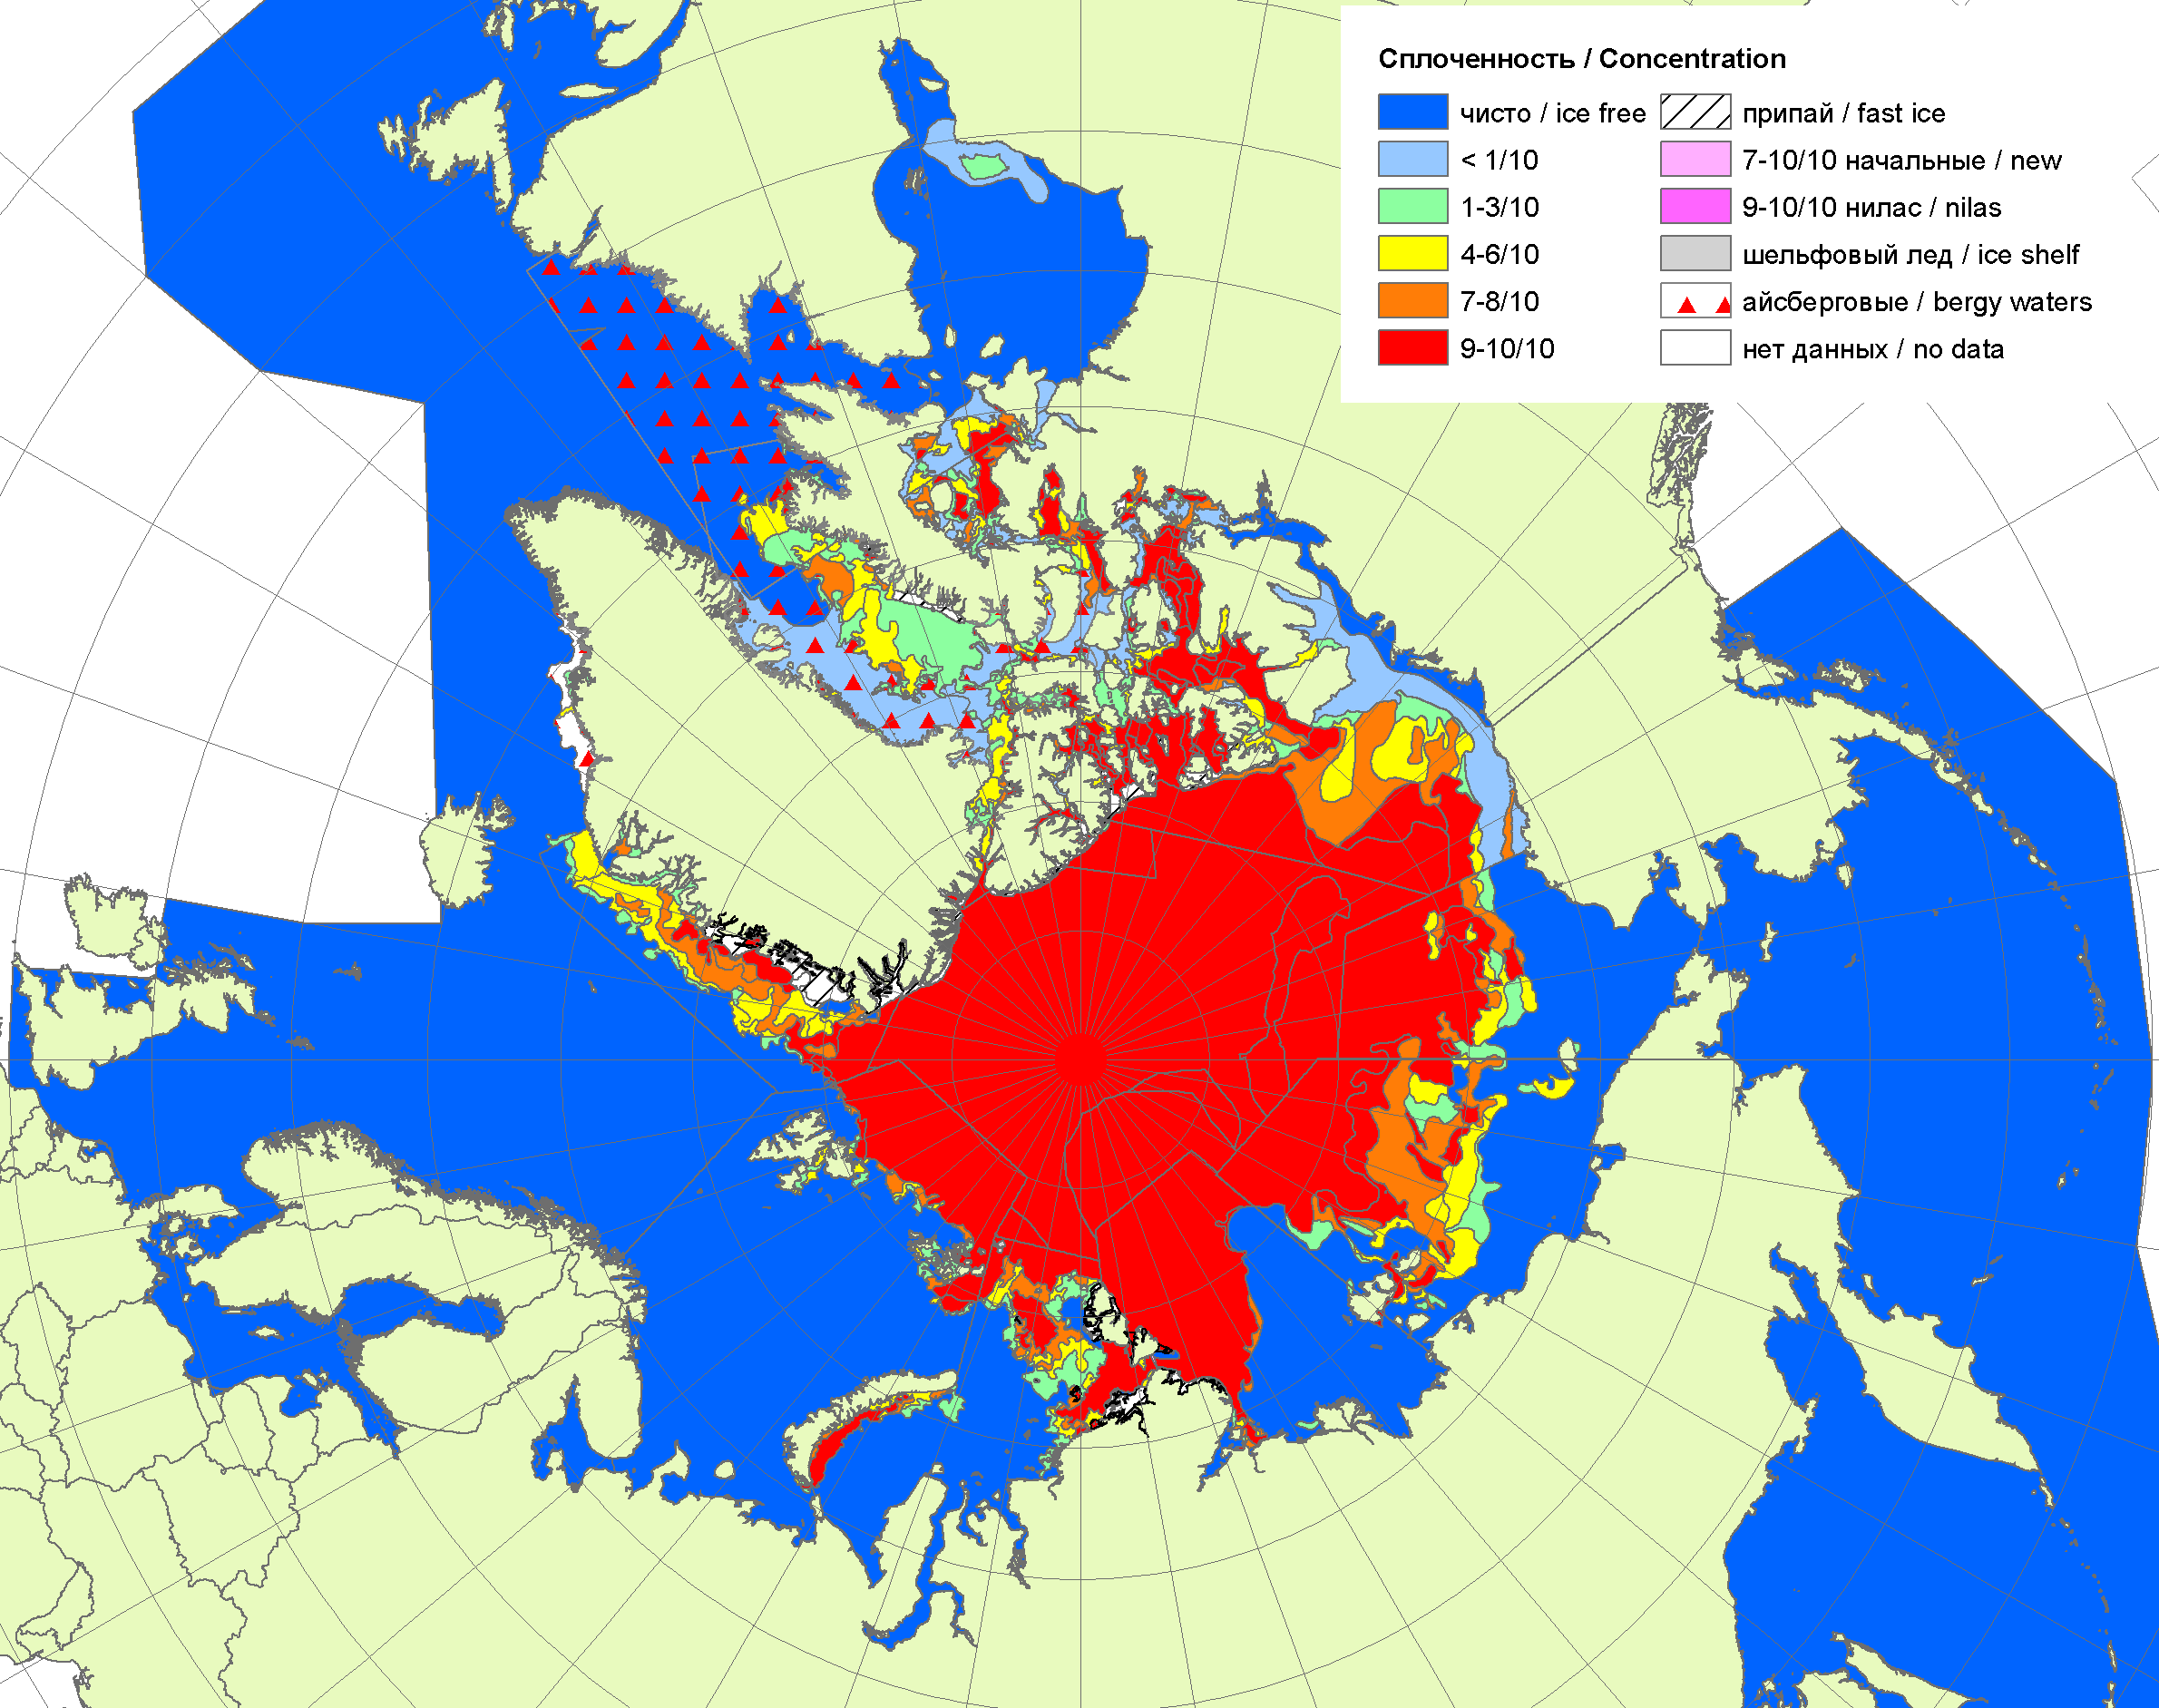 Сплоченность / Concentration
чисто / ice free
< 1/10
1-3/10
4-6/10
7-8/10
9-10/10
припай / fast ice
7-10/10 начальные / new
9-10/10 нилас / nilas
шельфовый лед / ice shelf
айсберговые / bergy waters
нет данных / no data